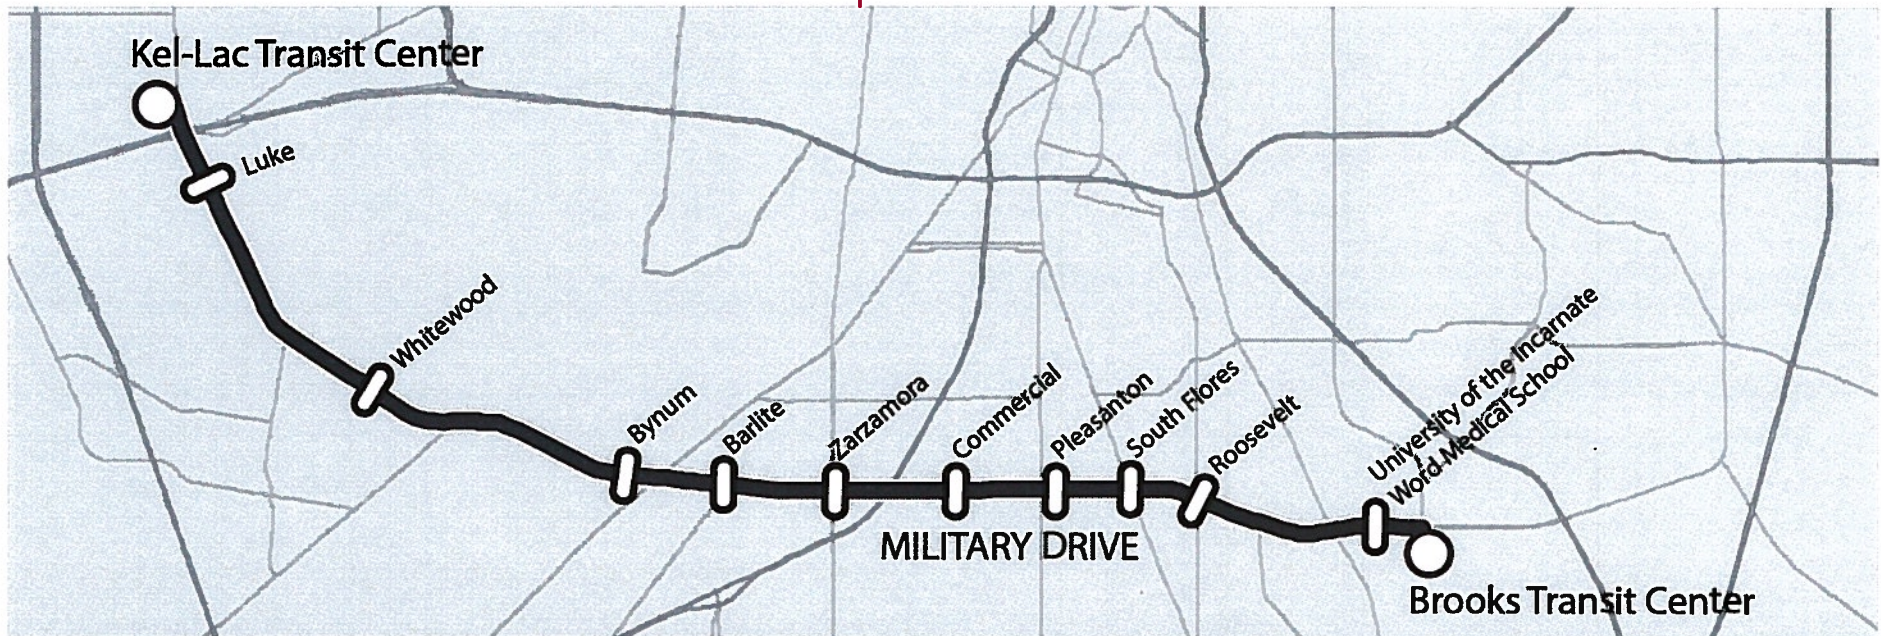 Kel-Lac Transit Center
Luke
Whitewood
Bynum
Barlite
Zarzamora
Commercial
Pleasanton
South Flores
Roosevelt
University of the Incarnate
Word Medical School
MILITARY DRIVE
Brooks Transit Center